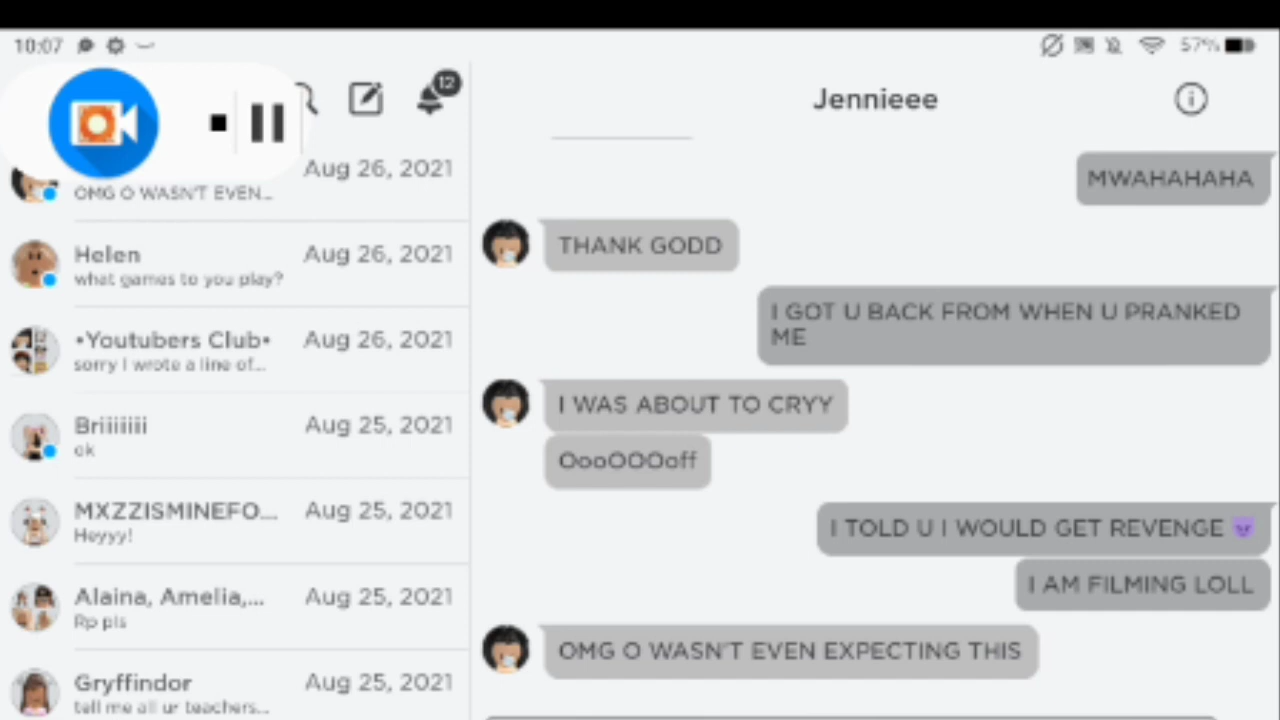 10:07
57%
12
Jennieee
Aug 26, 2021
OMG O WASN'T EVEN...
Helen
Aug 26, 2021
what games to you play?
•Youtubers Club•
Aug 26, 2021
sorry I wrote a line of...
Briiiiiii
Aug 25, 2021
ok
MXZZISMINEFO...
Aug 25, 2021
Heyyy!
Alaina, Amelia,...
Aug 25, 2021
Rp pls
Gryffindor
Aug 25, 2021
tell me all ur teachers...
MWAHAHAHA
THANK GODD
I GOT U BACK FROM WHEN U PRANKED
ME
I WAS ABOUT TO CRYY
OooOOOoff
I TOLD U I WOULD GET REVENGE 😈
I AM FILMING LOLL
OMG O WASN'T EVEN EXPECTING THIS